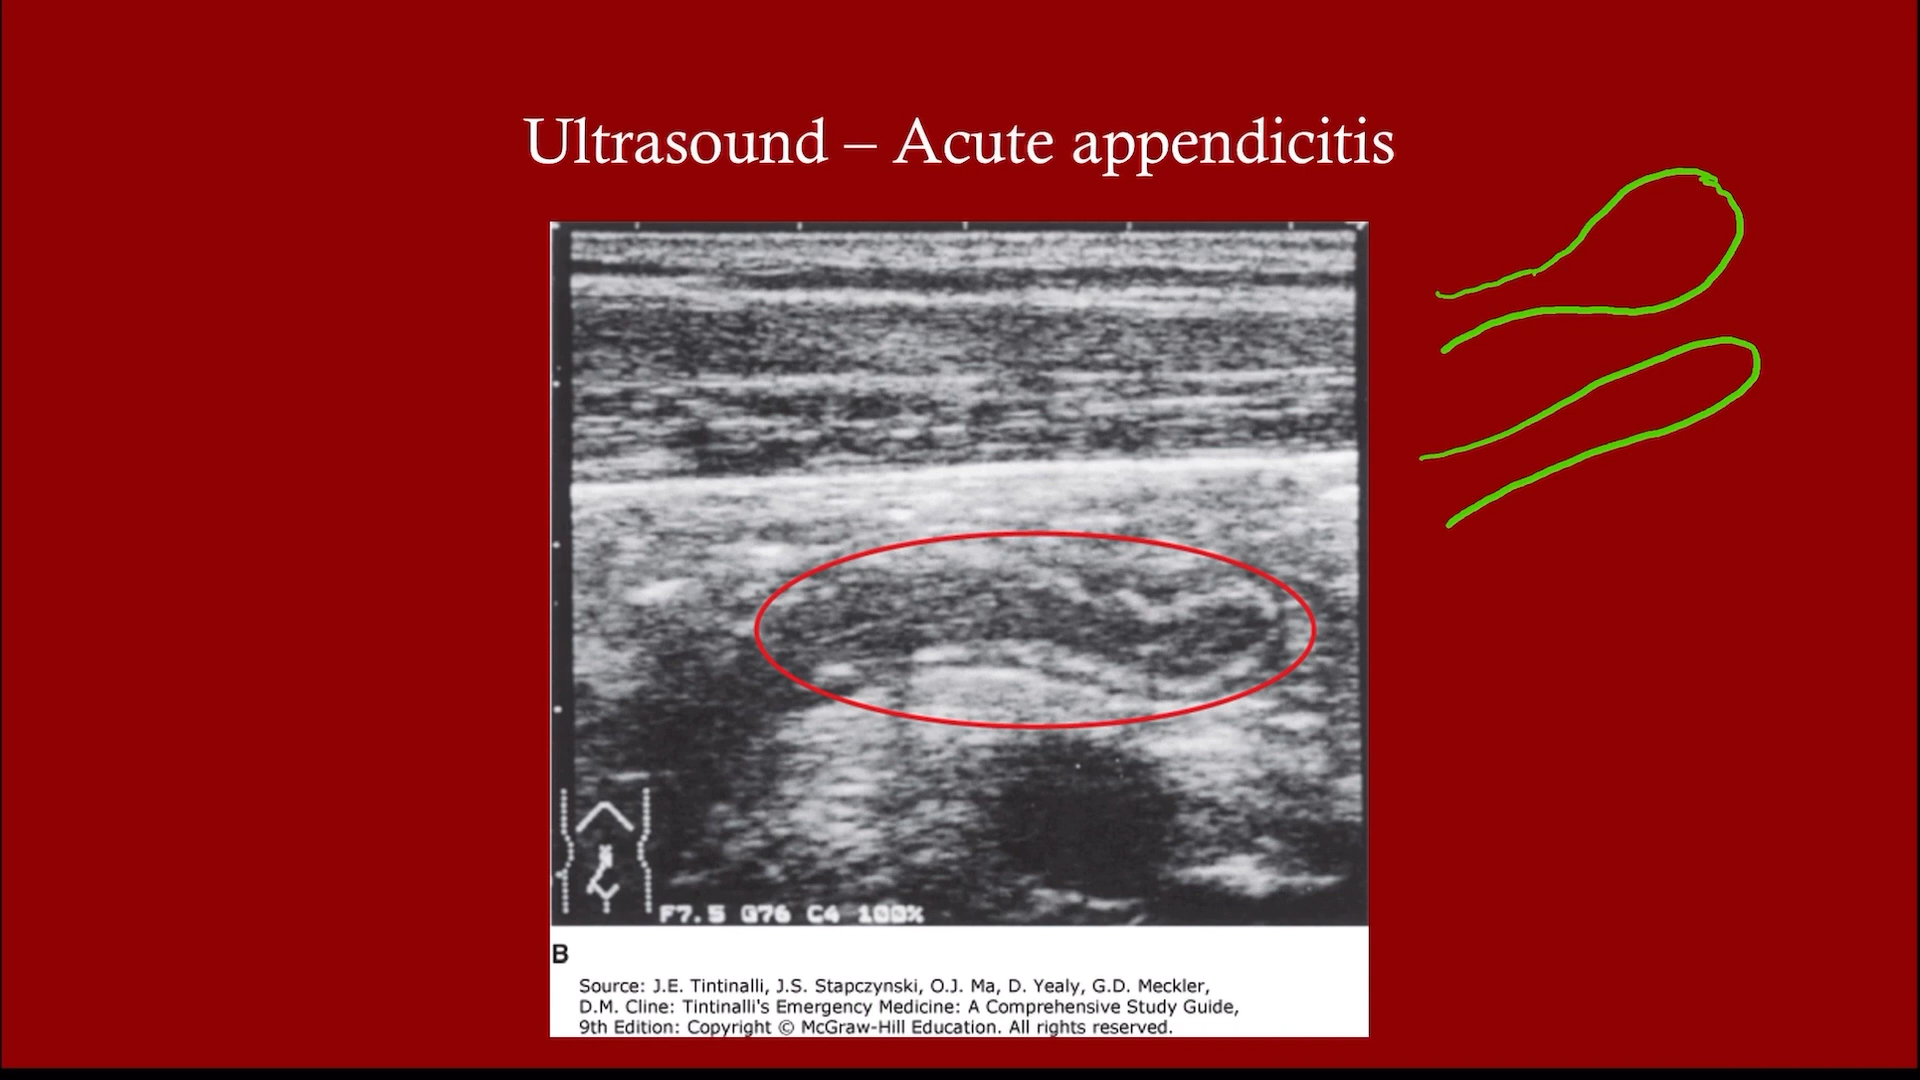 Ultrasound – Acute appendicitis
F7.5 G76 C4 100%
B
Source: J.E. Tintinalli, J.S. Stapczynski, O.J. Ma, D. Yealy, G.D. Meckler,
D.M. Cline: Tintinalli's Emergency Medicine: A Comprehensive Study Guide,
9th Edition: Copyright © McGraw-Hill Education. All rights reserved.